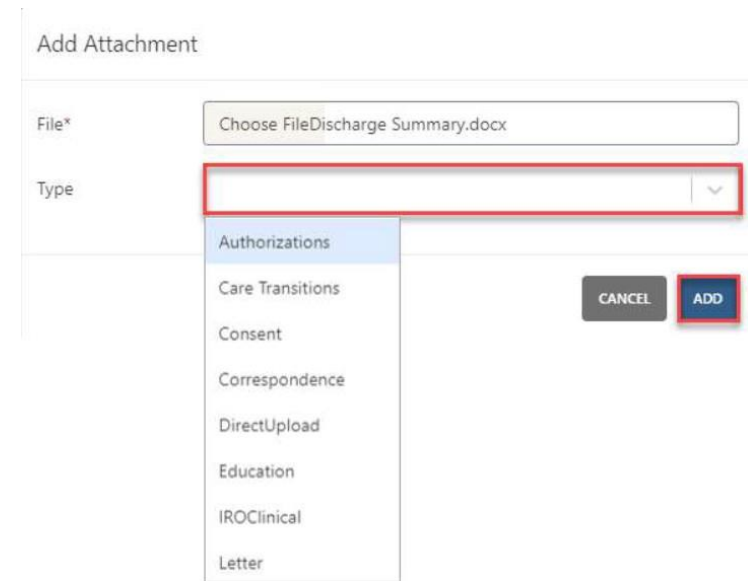 Add Attachment
File*
Choose FileDischarge Summary.docx
Type
Authorizations
Care Transitions
CANCEL
ADD
Consent
Correspondence
DirectUpload
Education
IROClinical
Letter